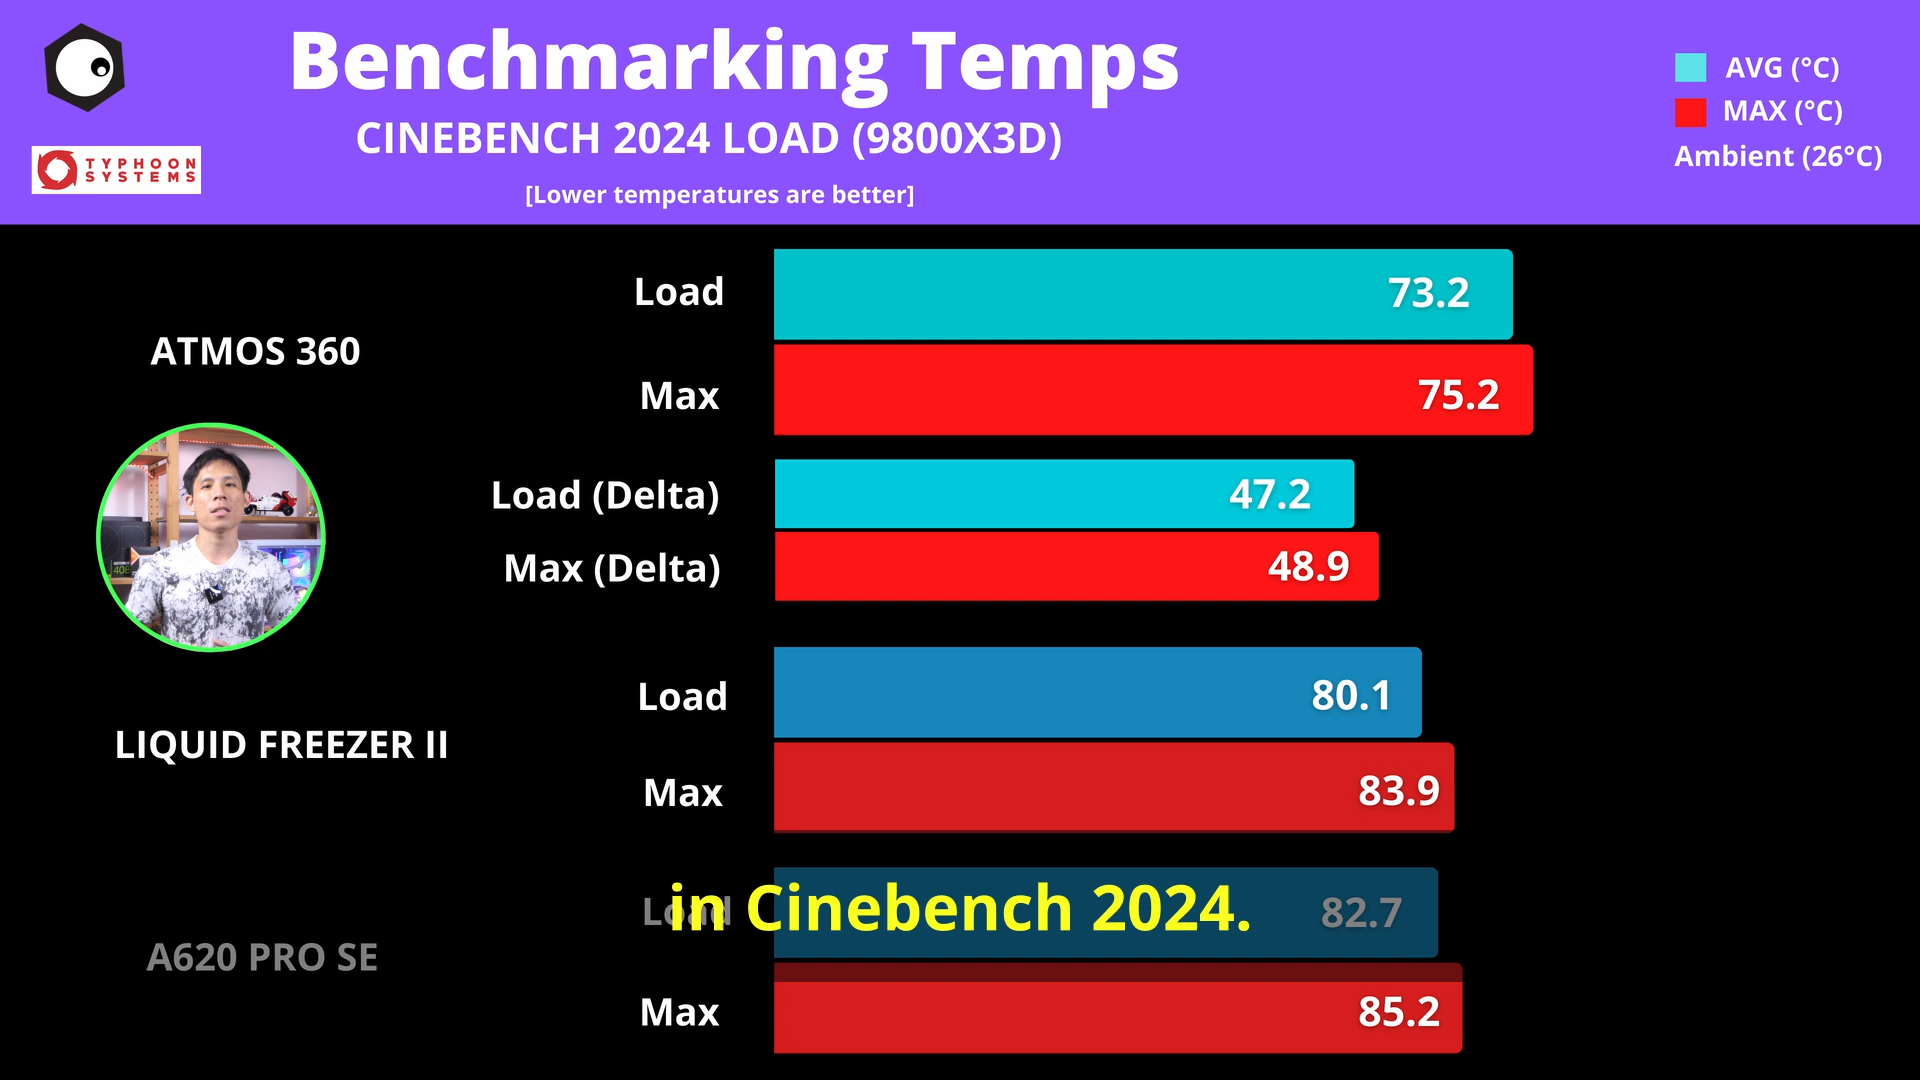 Benchmarking Temps
CINEBENCH 2024 LOAD (9800X3D)
[Lower temperatures are better]
TYPHOON
SYSTEMS
AVG (°C)
MAX (°C)
Ambient (26°C)
ATMOS 360
Load
73.2
Max
75.2
Load (Delta)
47.2
Max (Delta)
48.9
LIQUID FREEZER II
Load
80.1
Max
83.9
A620 PRO SE
Load
82.7
in Cinebench 2024.
Max
85.2